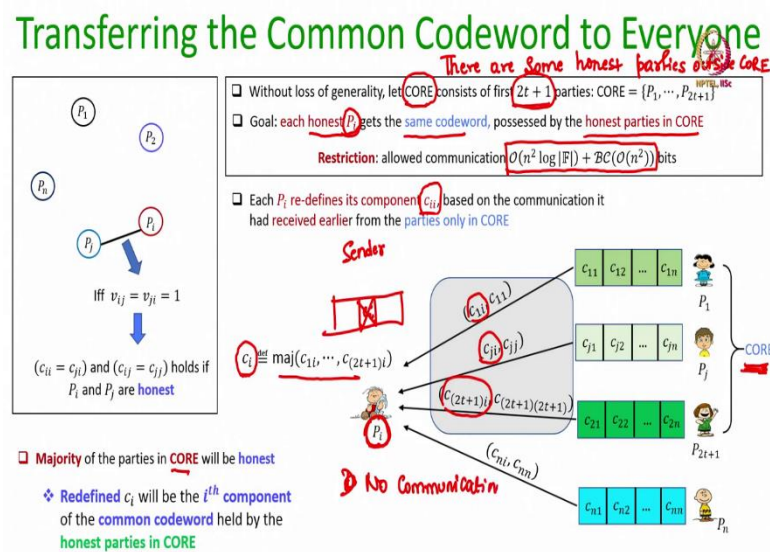 Transferring the Common Codeword to Everyone
There are some honest parties outside CORE
NPTEL, IISc
❑ Without loss of generality, let CORE consists of first 2t + 1 parties: CORE = {P₁, ⋯, P₂ₜ₊₁}
❑ Goal: each honest Pᵢ gets the same codeword, possessed by the honest parties in CORE
Restriction: allowed communication 𝒪(n² log|𝔽|) + ℬ𝒞(𝒪(n²)) bits
P₁
P₂
Pₙ
Pⱼ Pᵢ
Iff vᵢⱼ = vⱼᵢ = 1
(cᵢᵢ = cⱼᵢ) and (cᵢⱼ = cⱼⱼ) holds if
Pᵢ and Pⱼ are honest
❑ Each Pᵢ re-defines its component cᵢᵢ, based on the communication it
had received earlier from the parties only in CORE
Sender
(c₁ᵢ, c₁₁)
c₁₁ c₁₂ ... c₁ₙ
P₁
cᵢ ≝ maj(c₁ᵢ, ⋯, c₍₂ₜ₊₁₎ᵢ)
(cⱼᵢ, cⱼⱼ)
cⱼ₁ cⱼ₂ ... cⱼₙ
Pⱼ
CORE
Pᵢ
(c₍₂ₜ₊₁₎ᵢ, c₍₂ₜ₊₁₎₍₂ₜ₊₁₎)
c₂₁ c₂₂ ... c₂ₙ
P₂ₜ₊₁
(cₙᵢ, cₙₙ)
cₙ₁ cₙ₂ ... cₙₙ
Pₙ
No Communication
❑ Majority of the parties in CORE will be honest
❖ Redefined cᵢ will be the iᵗʰ component
of the common codeword held by the
honest parties in CORE